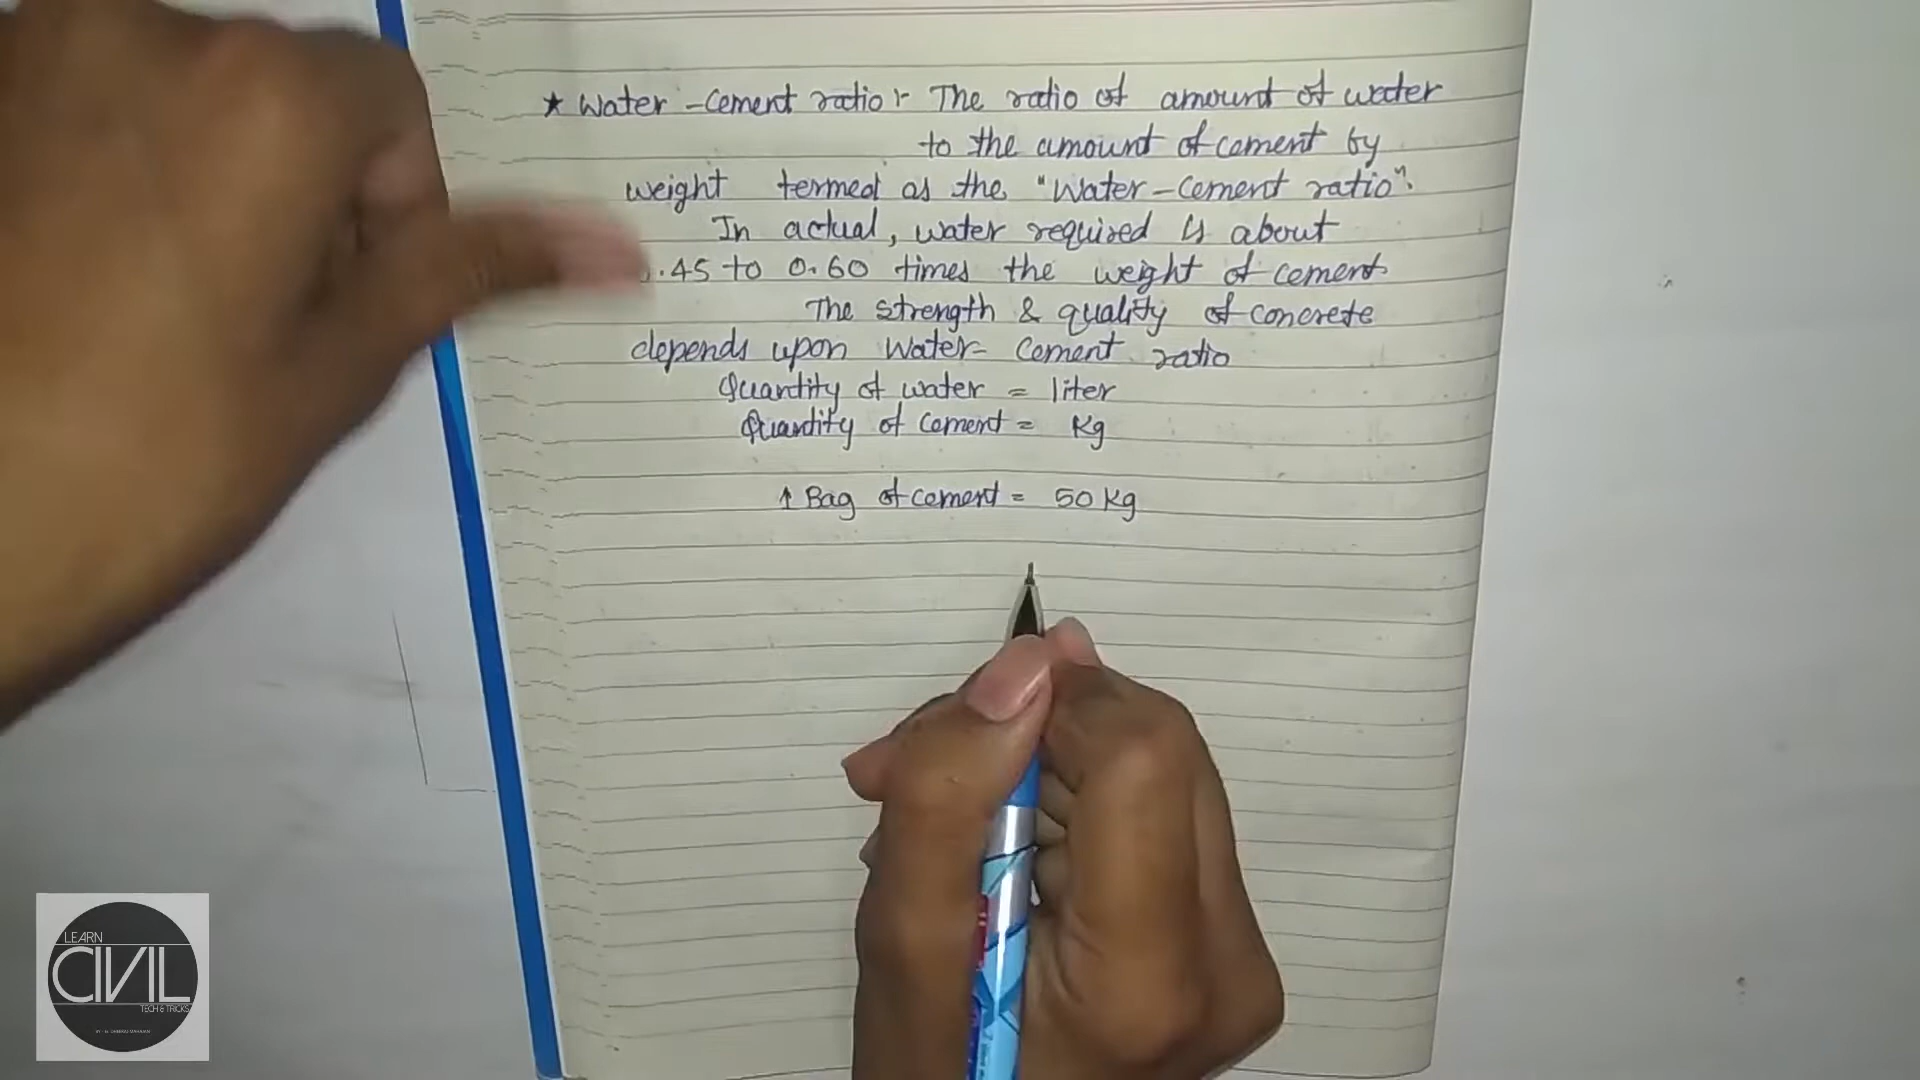 ★ Water-Cement ratio:- The ratio of amount of water
to the amount of cement by
weight termed as the "Water-Cement ratio".
In actual, water required is about
.45 to 0.60 times the weight of cement
The strength & quality of concrete
depends upon Water-Cement ratio
Quantity of water = liter
Quantity of cement = Kg
1 Bag of cement = 50 Kg
LEARN
CIVIL
TECH & TRICKS